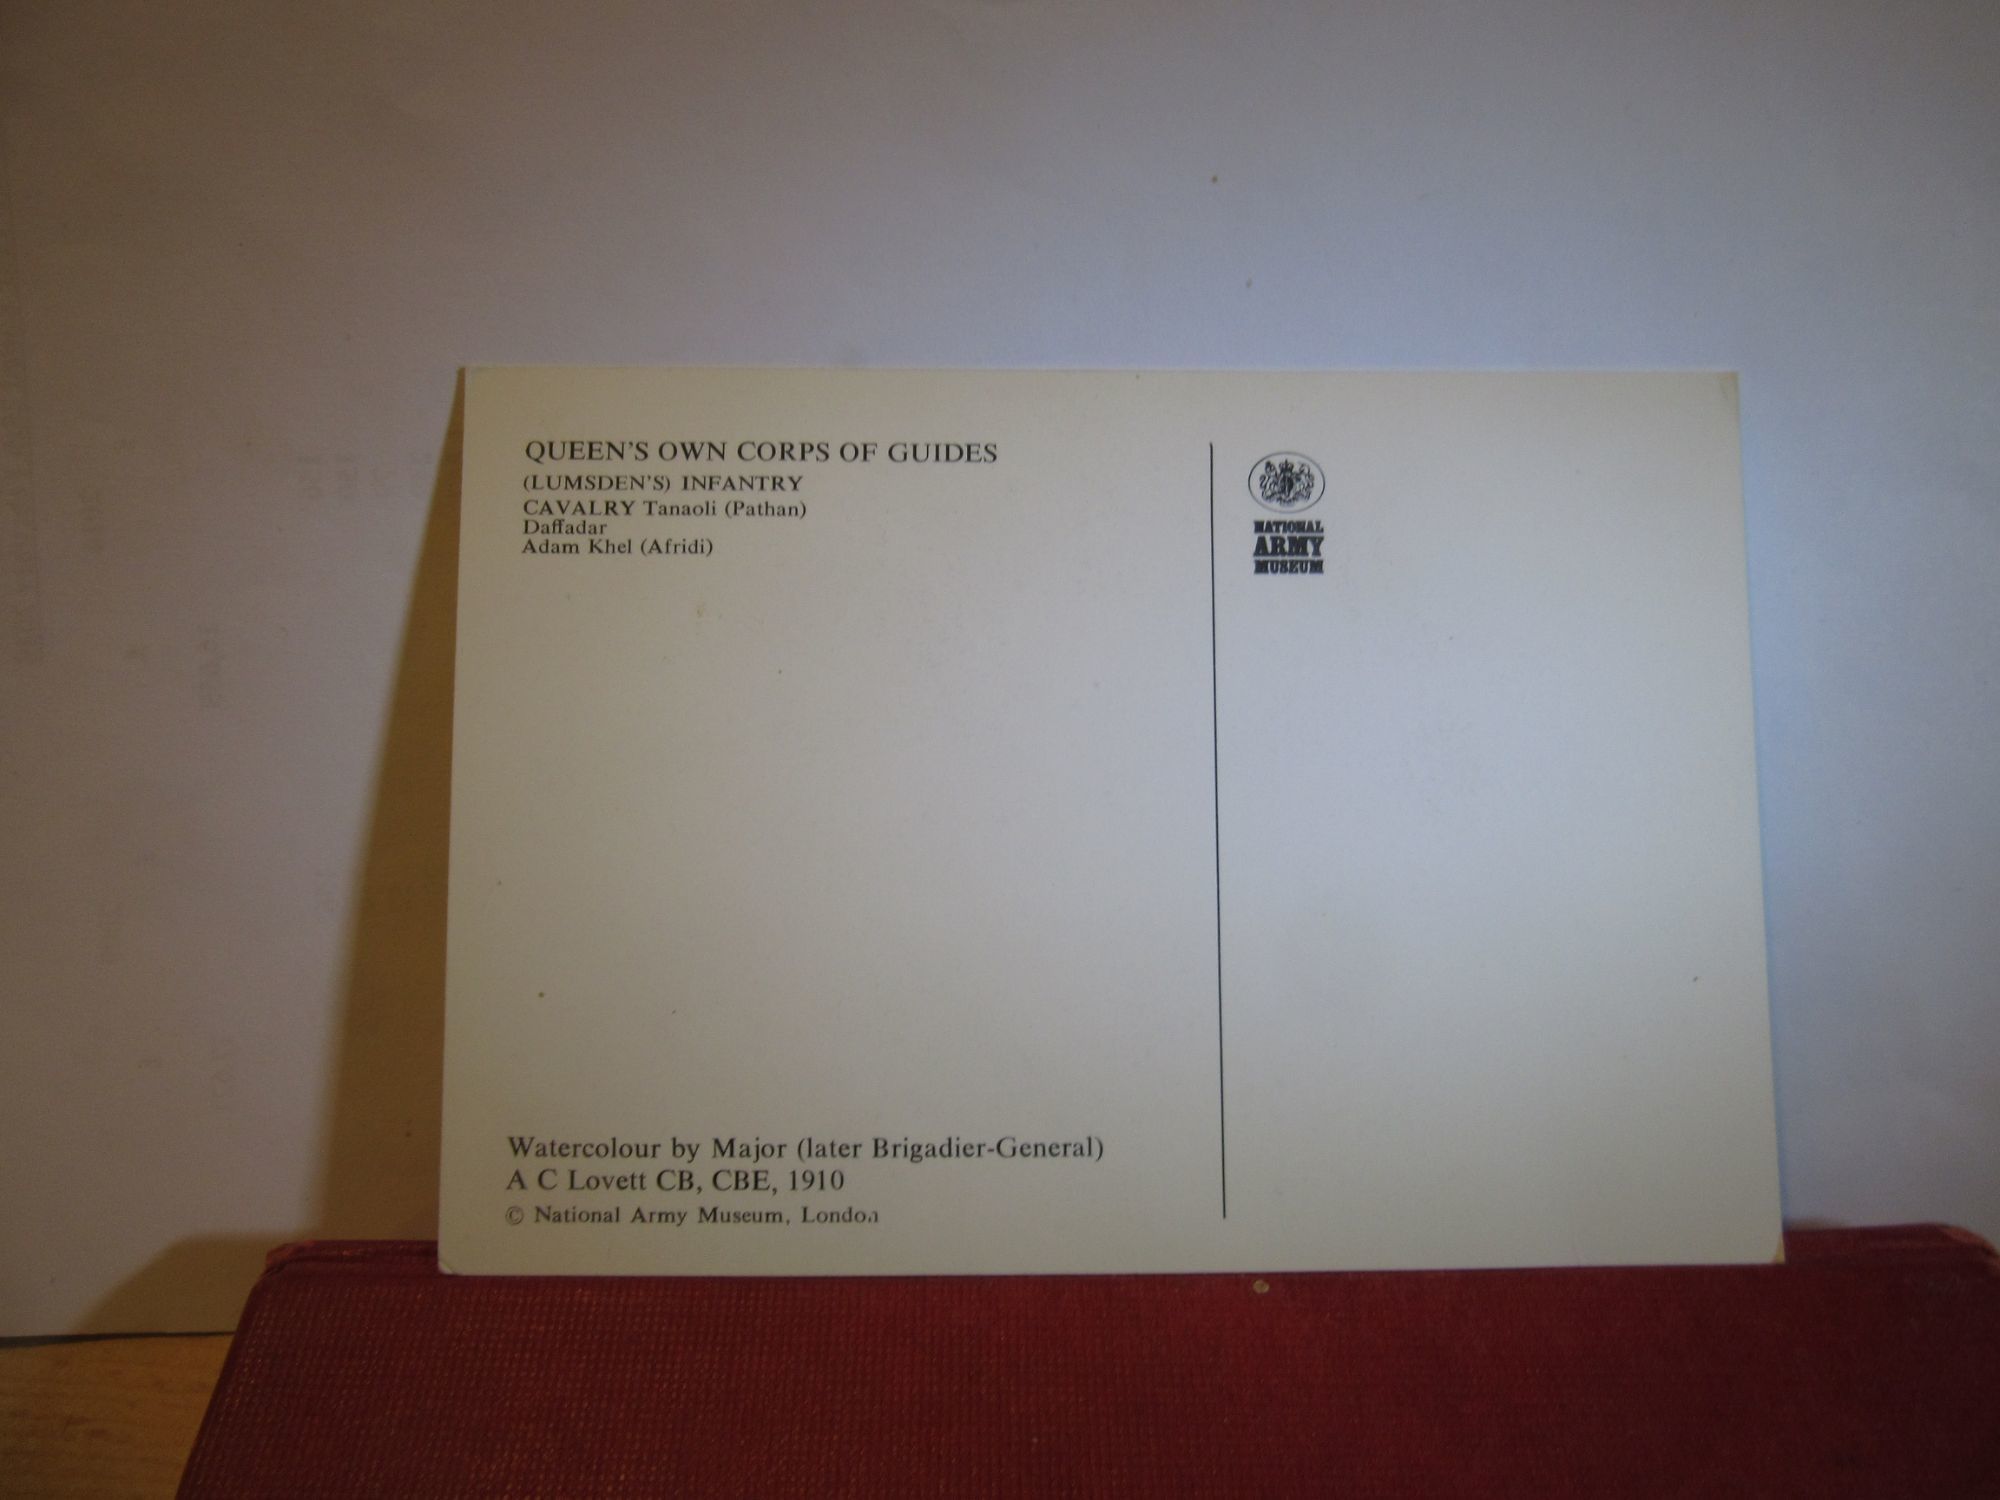 QUEEN'S OWN CORPS OF GUIDES
(LUMSDEN'S) INFANTRY
CAVALRY Tanaoli (Pathan)
Daffadar
Adam Khel (Afridi)
Watercolour by Major (later Brigadier-General)
A C Lovett CB, CBE, 1910
© National Army Museum, London
NATIONAL
ARMY
MUSEUM